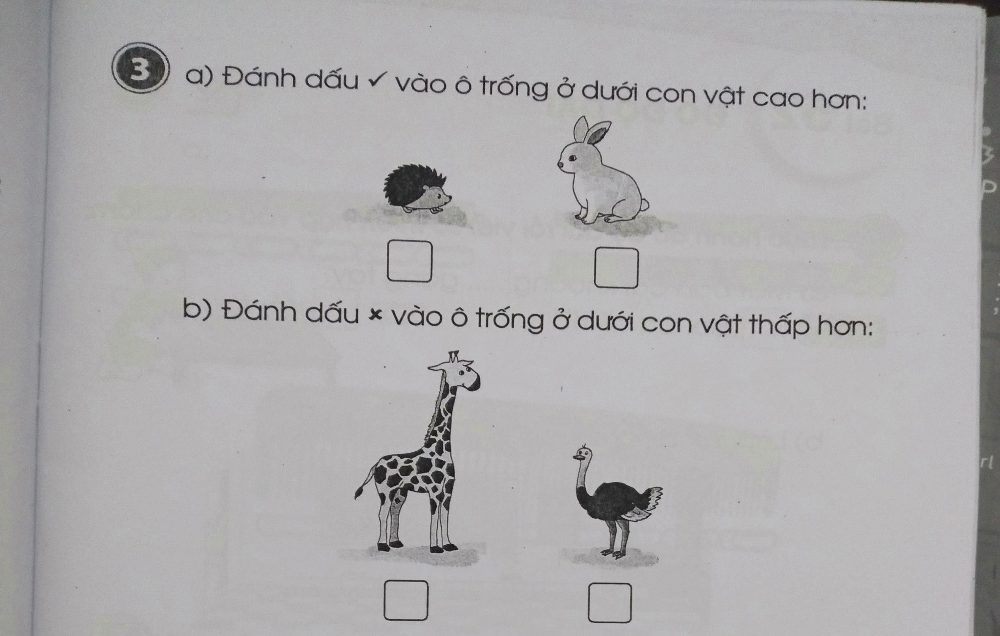 3 a) Đánh dấu ✓ vào ô trống ở dưới con vật cao hơn:
b) Đánh dấu × vào ô trống ở dưới con vật thấp hơn: